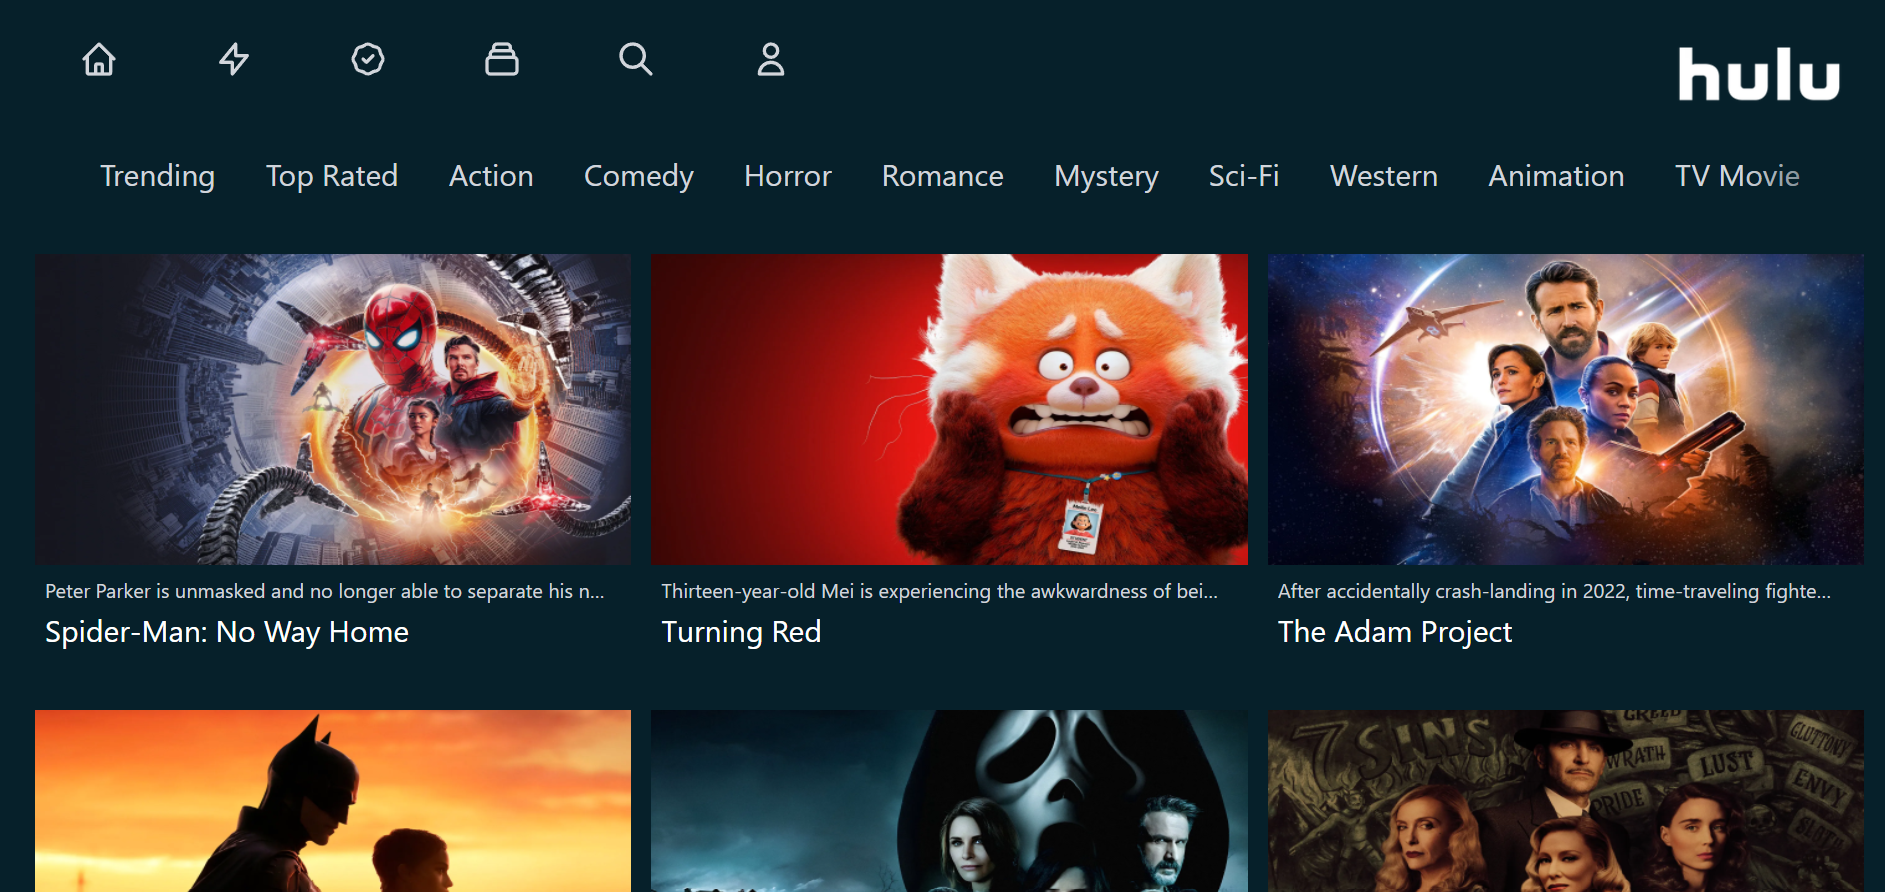 hulu
Trending Top Rated Action Comedy Horror Romance Mystery Sci-Fi Western Animation TV Movie
Peter Parker is unmasked and no longer able to separate his n...
Spider-Man: No Way Home
Thirteen-year-old Mei is experiencing the awkwardness of bei...
Turning Red
After accidentally crash-landing in 2022, time-traveling fighte...
The Adam Project
7 SINS
GREED
WRATH
LUST
GLUTTONY
ENVY
PRIDE
SLOTH